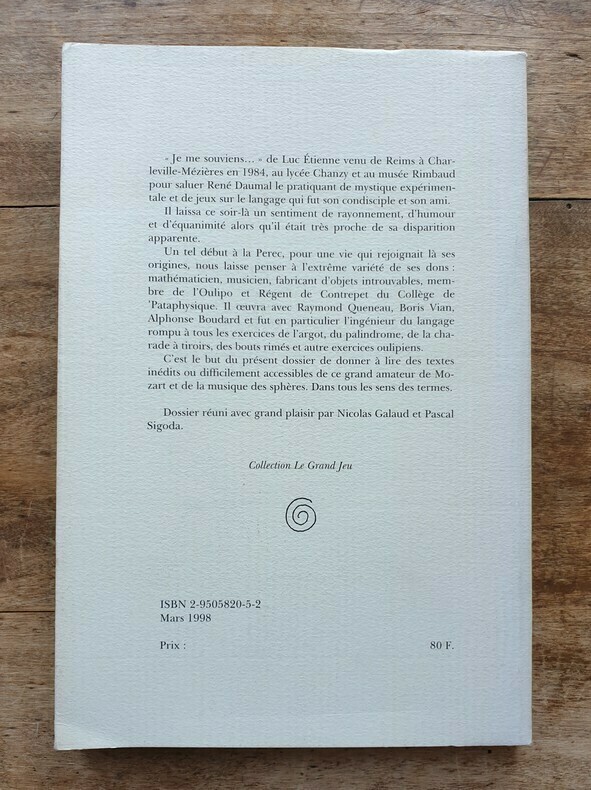 « Je me souviens... » de Luc Étienne venu de Reims à Char-
leville-Mézières en 1984, au lycée Chanzy et au musée Rimbaud
pour saluer René Daumal le pratiquant de mystique expérimen-
tale et de jeux sur le langage qui fut son condisciple et son ami.
Il laissa ce soir-là un sentiment de rayonnement, d'humour
et d'équanimité alors qu'il était très proche de sa disparition
apparente.
Un tel début à la Perec, pour une vie qui rejoignait là ses
origines, nous laisse penser à l'extrême variété de ses dons :
mathématicien, musicien, fabricant d'objets introuvables, mem-
bre de l'Oulipo et Régent de Contrepet du Collège de
'Pataphysique. Il œuvra avec Raymond Queneau, Boris Vian,
Alphonse Boudard et fut en particulier l'ingénieur du langage
rompu à tous les exercices de l'argot, du palindrome, de la cha-
rade à tiroirs, des bouts rimés et autre exercices oulipiens.
C'est le but du présent dossier de donner à lire des textes
inédits ou difficilement accessibles de ce grand amateur de Mo-
zart et de la musique des sphères. Dans tous les sens des termes.
Dossier réuni avec grand plaisir par Nicolas Galaud et Pascal
Sigoda.
Collection Le Grand Jeu
ISBN 2-9505820-5-2
Mars 1998
Prix : 80 F.